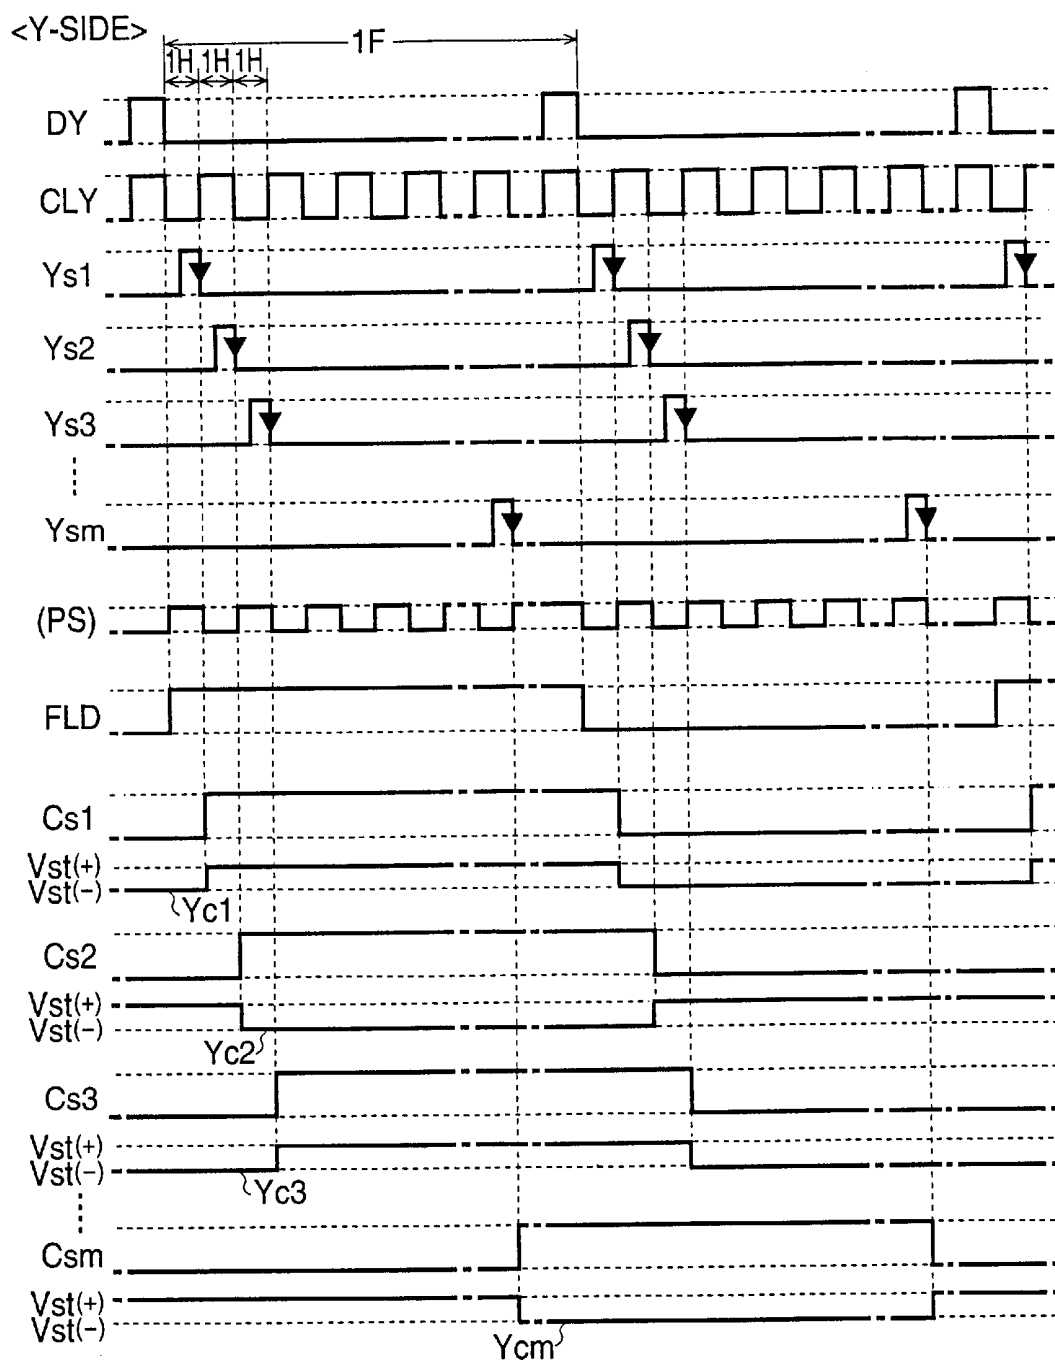 <Y-SIDE>
1F
1H 1H 1H
DY
CLY
Ys1
Ys2
Ys3
Ysm
(PS)
FLD
Cs1
Vst(+)
Vst(−)
Yc1
Cs2
Vst(+)
Vst(−)
Yc2
Cs3
Vst(+)
Vst(−)
Yc3
Csm
Vst(+)
Vst(−)
Ycm